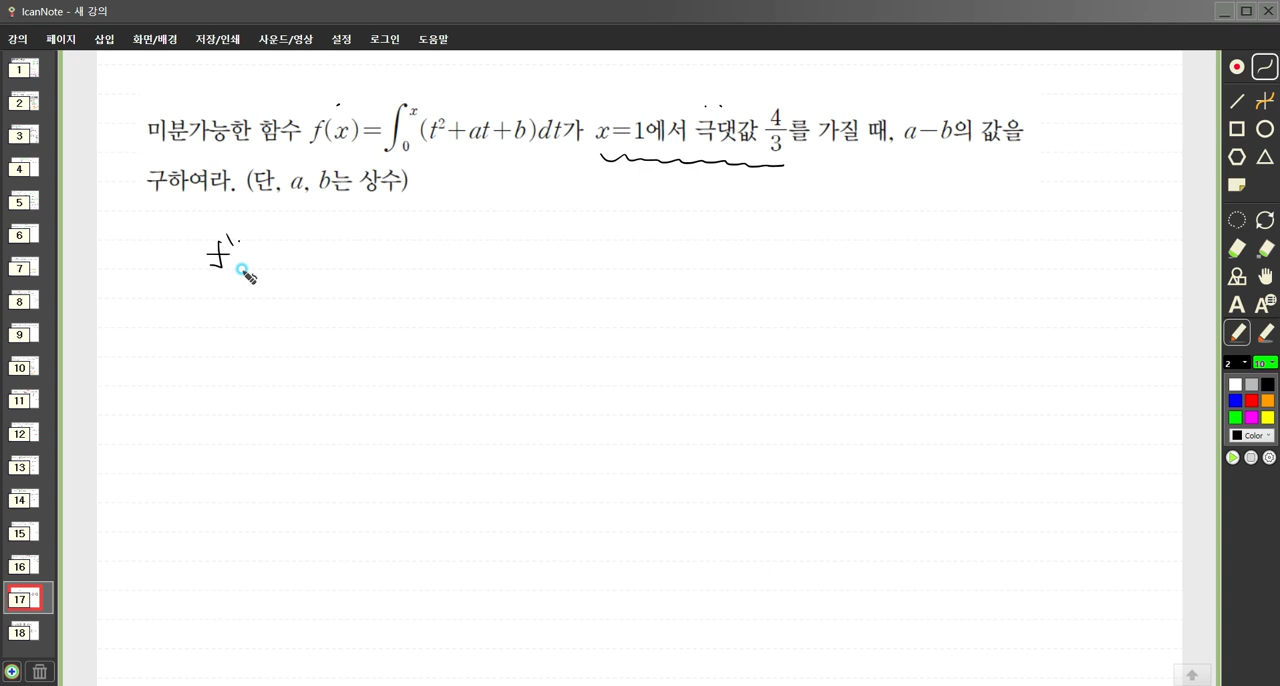 IcanNote - 새 강의
강의 페이지 삽입 화면/배경 저장/인쇄 사운드/영상 설정 로그인 도움말
1
2
3
4
5
6
7
8
9
10
11
12
13
14
15
16
17
18
미분가능한 함수 f(x)=∫₀ˣ(t²+at+b)dt가 x=1에서 극댓값 4/3를 가질 때, a-b의 값을
구하여라. (단, a, b는 상수)
f'
A A
2 10
Color